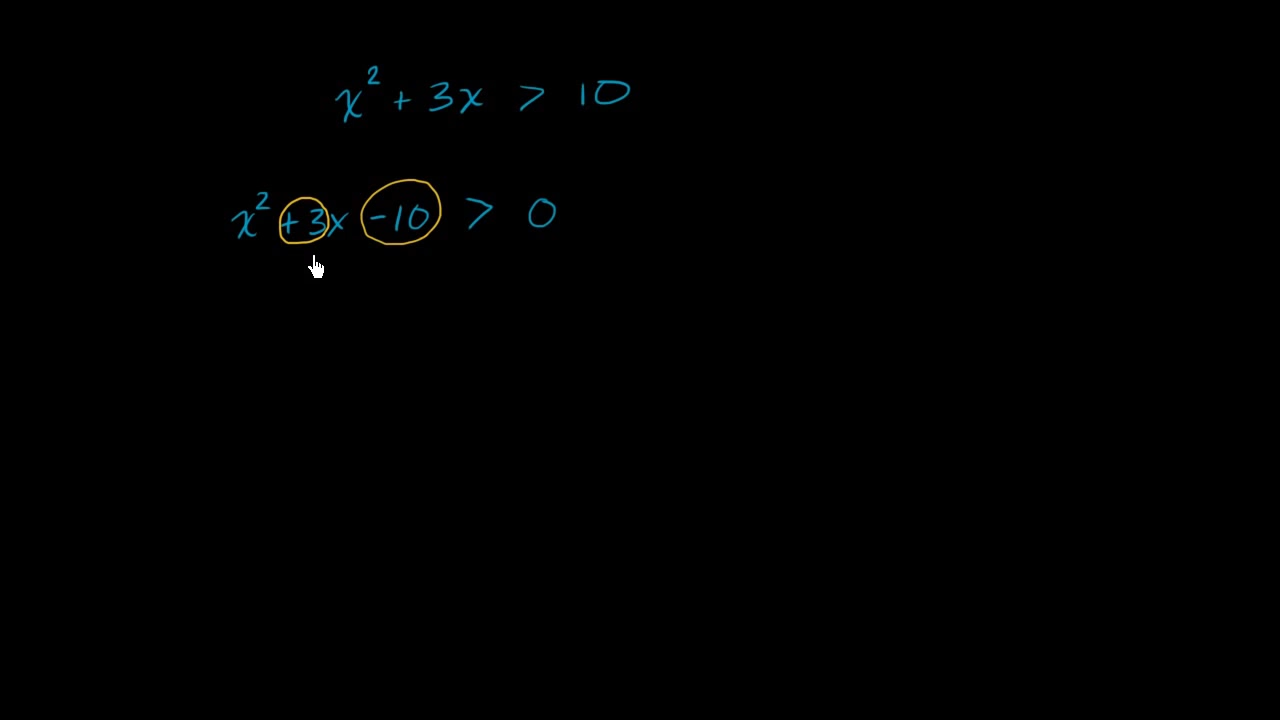 x² + 3x > 10
x² + 3x - 10 > 0